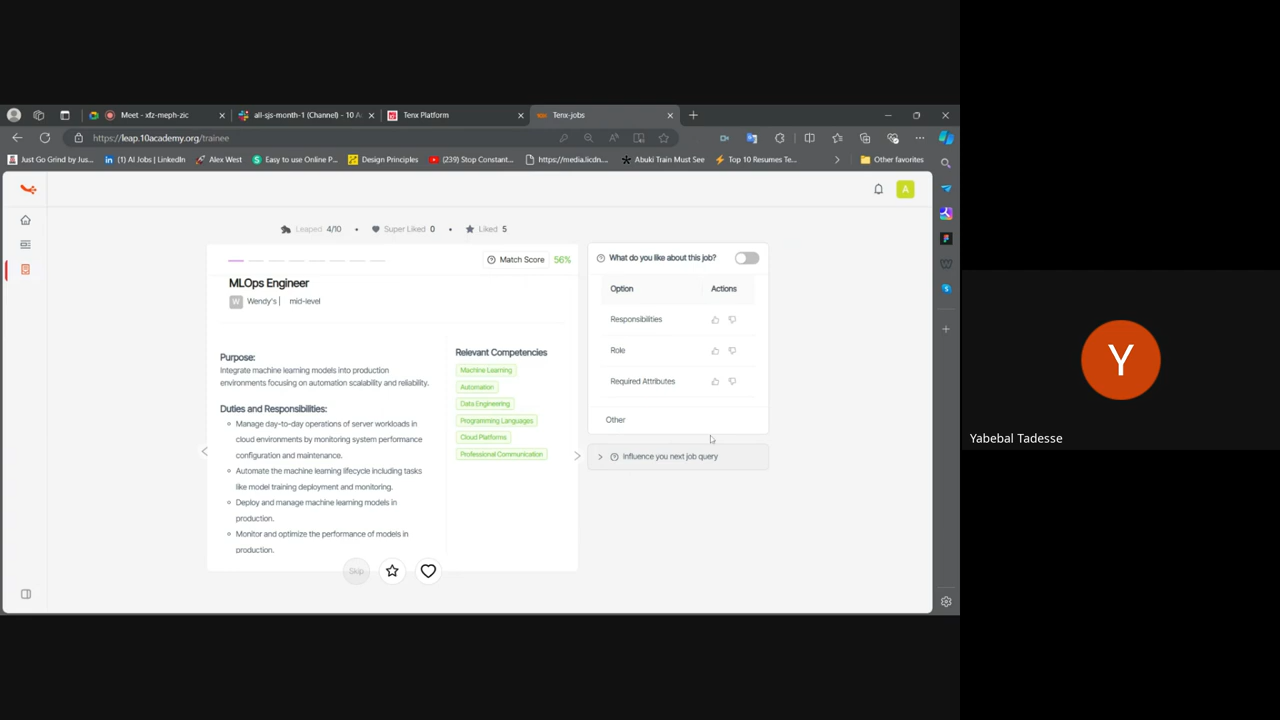 Meet - xfz-meph-zic
all-sjs-month-1 (Channel) - 10 A
Tenx Platform
Tenx-jobs
https://leap.10academy.org/trainee
Just Go Grind by Jus...
(1) AI Jobs | LinkedIn
Alex West
Easy to use Online P...
Design Principles
(239) Stop Constant...
https://media.licdn...
Abuki Train Must See
Top 10 Resumes Te...
Other favorites
A
Leaped 4/10 • Super Liked 0 • Liked 5
Match Score 56%
MLOps Engineer
W Wendy's | mid-level
Purpose:
Integrate machine learning models into production
environments focusing on automation scalability and reliability.
Duties and Responsibilities:
Manage day-to-day operations of server workloads in
cloud environments by monitoring system performance
configuration and maintenance.
Automate the machine learning lifecycle including tasks
like model training deployment and monitoring.
Deploy and manage machine learning models in
production.
Monitor and optimize the performance of models in
production.
Relevant Competencies
Machine Learning
Automation
Data Engineering
Programming Languages
Cloud Platforms
Professional Communication
Skip
What do you like about this job?
Option Actions
Responsibilities
Role
Required Attributes
Other
Influence you next job query
Y
Yabebal Tadesse